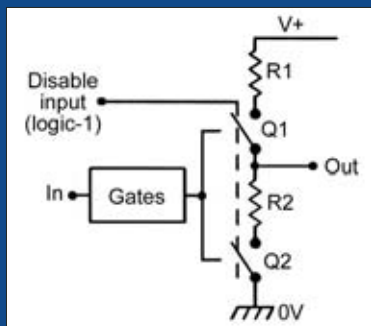 V+
R1
Disable
input
(logic-1)
Q1
Out
In
Gates
R2
Q2
0V